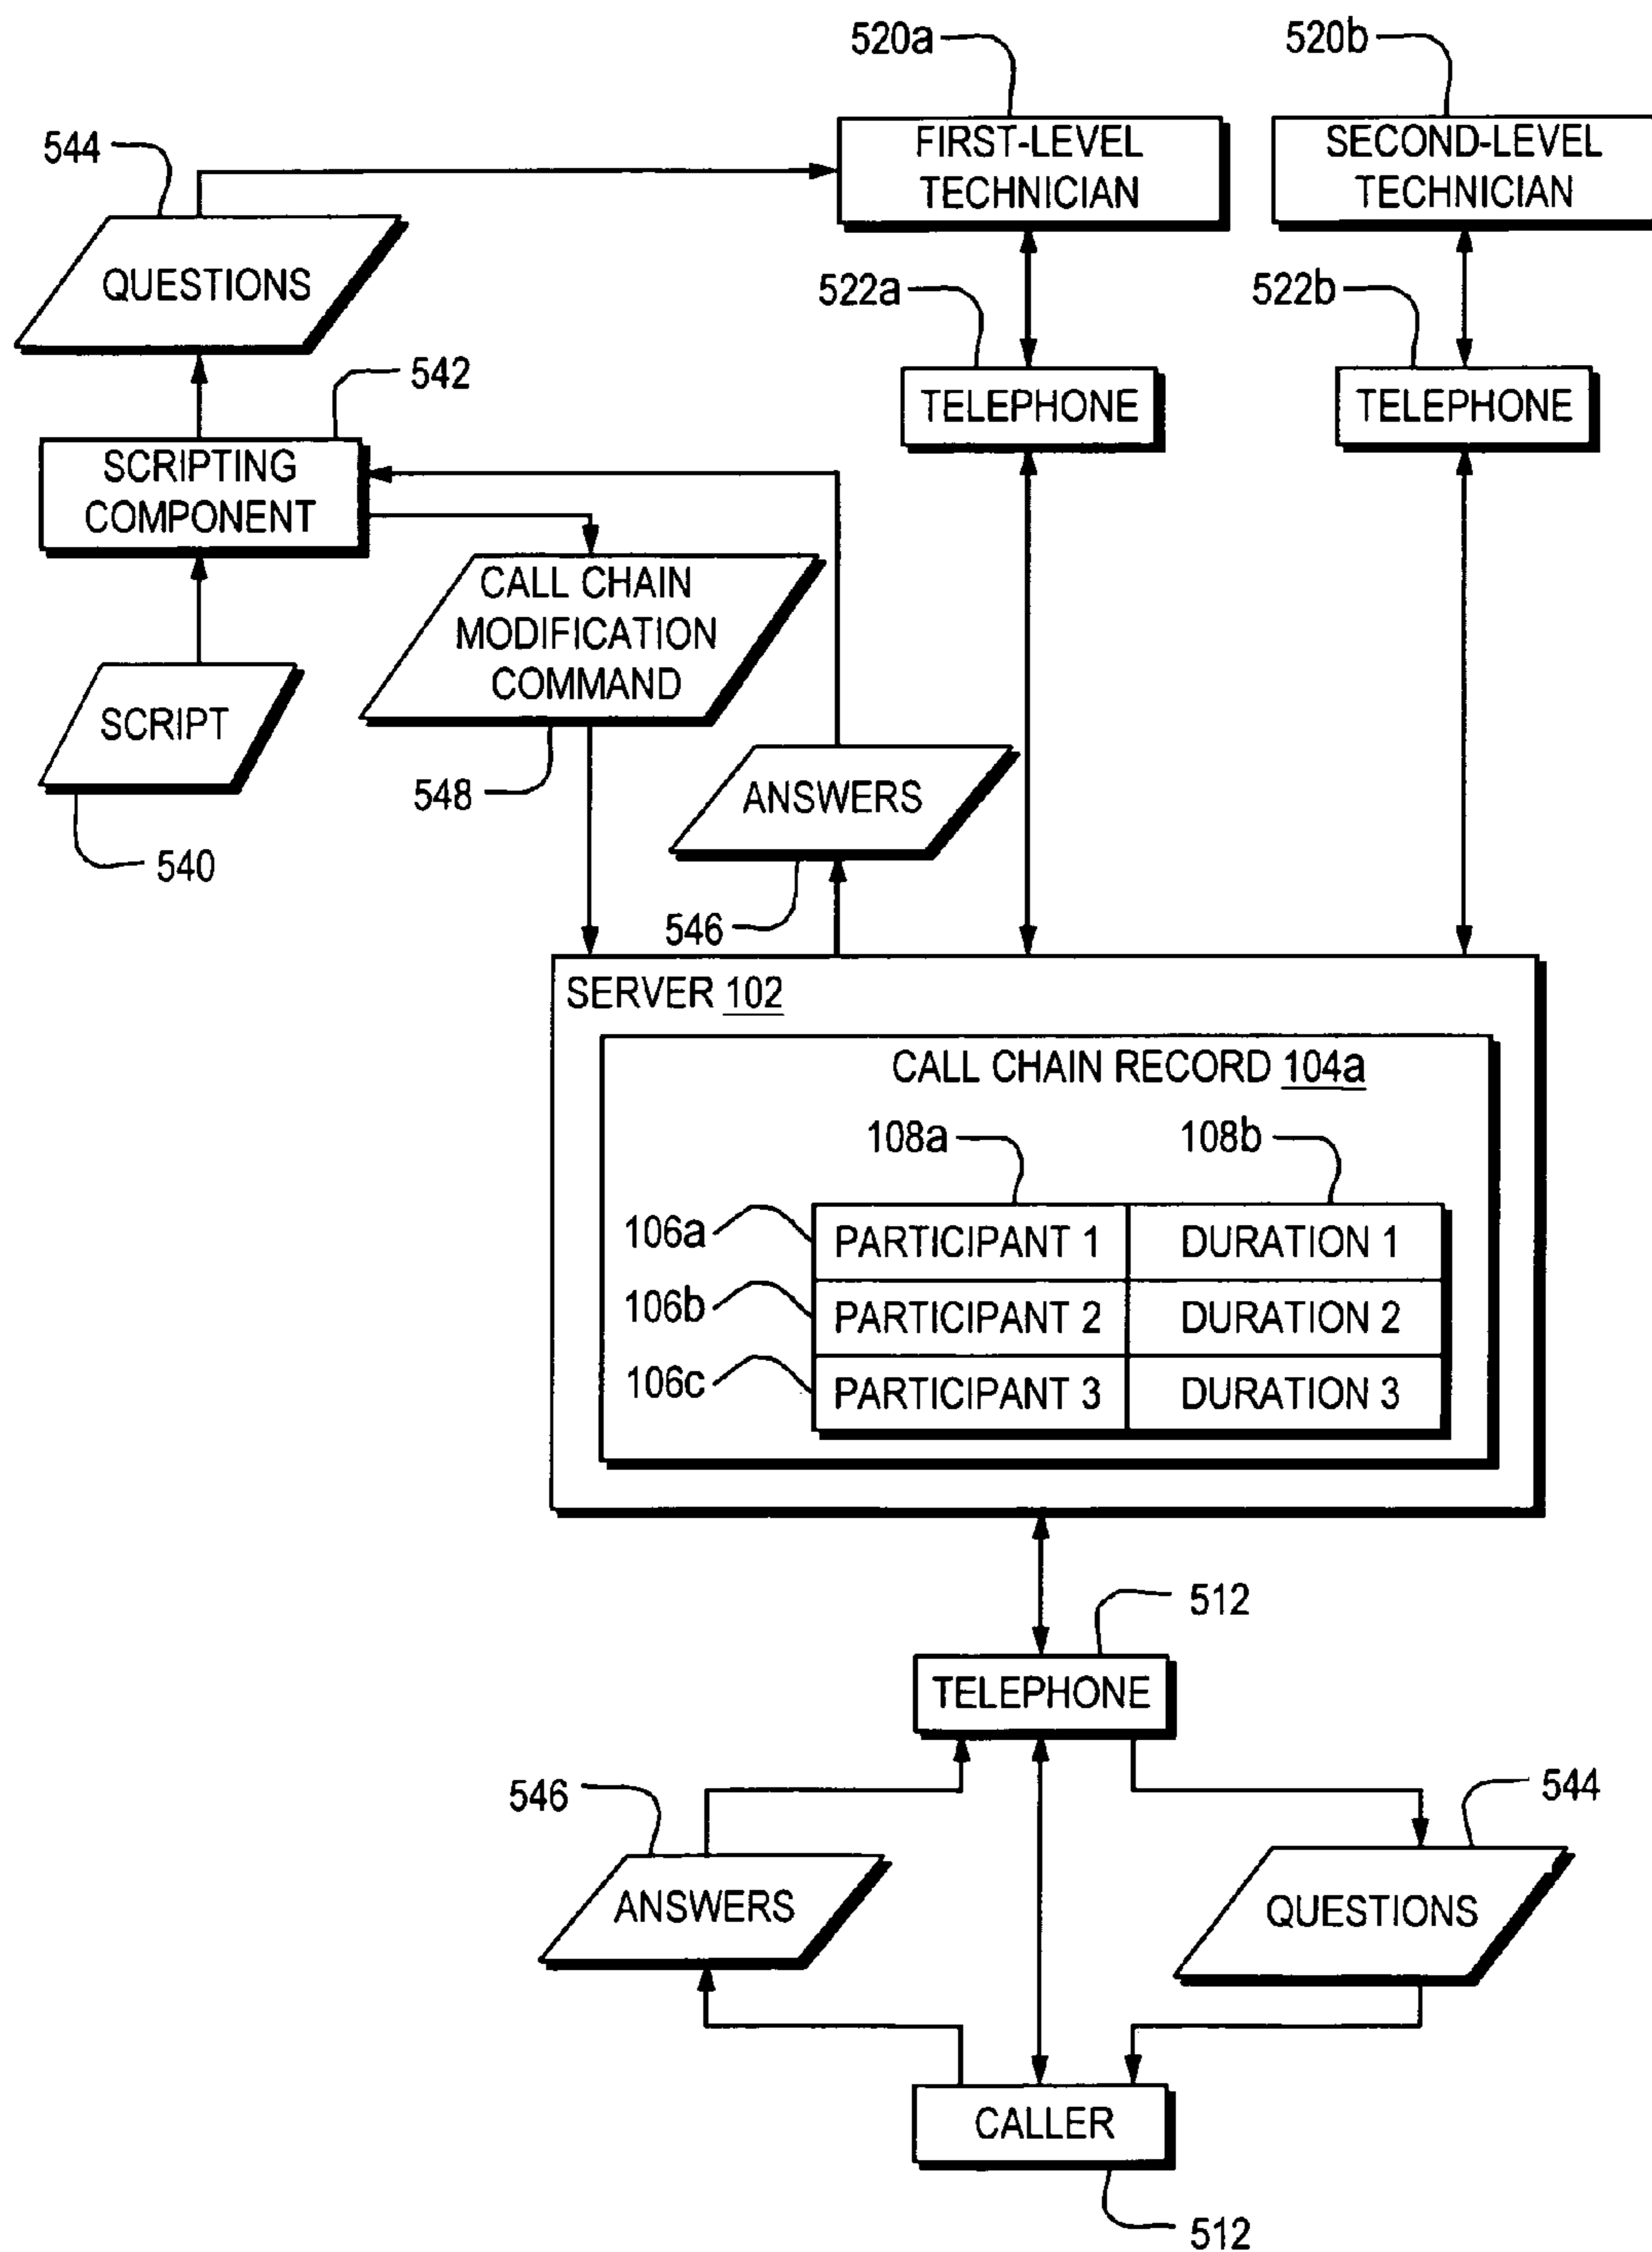 520a
520b
544
FIRST-LEVEL
TECHNICIAN
SECOND-LEVEL
TECHNICIAN
QUESTIONS
522a
522b
542
TELEPHONE
TELEPHONE
SCRIPTING
COMPONENT
CALL CHAIN
MODIFICATION
COMMAND
SCRIPT
548
ANSWERS
540
546
SERVER 102
CALL CHAIN RECORD 104a
108a
108b
106a
PARTICIPANT 1
DURATION 1
106b
PARTICIPANT 2
DURATION 2
106c
PARTICIPANT 3
DURATION 3
512
TELEPHONE
546
544
ANSWERS
QUESTIONS
CALLER
512